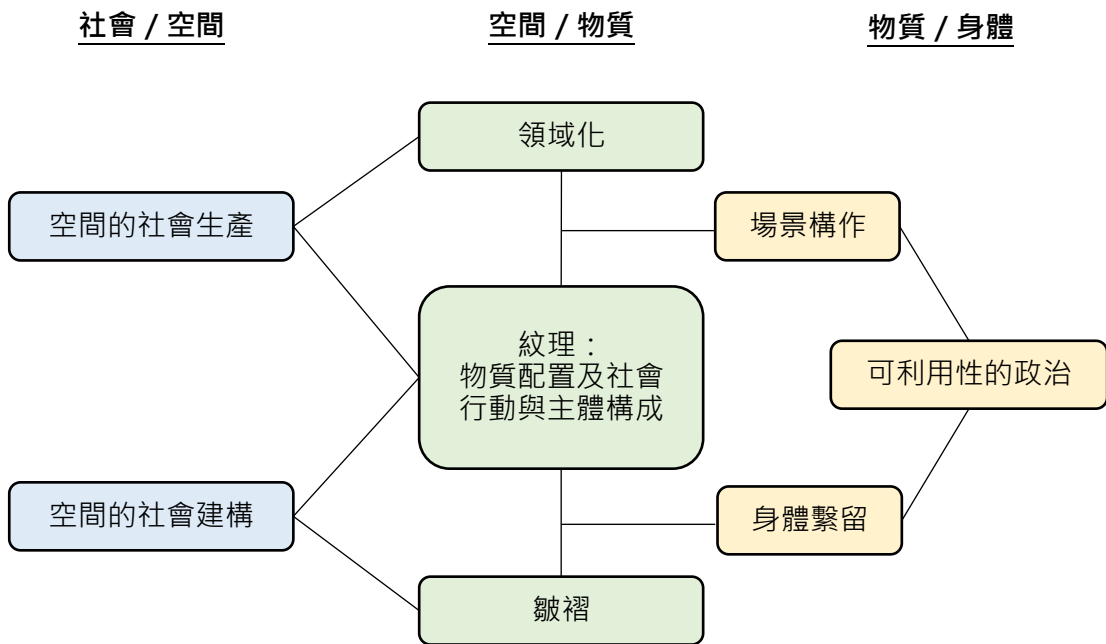 社會 / 空間
空間 / 物質
物質 / 身體
領域化
空間的社會生產
場景構作
紋理：
物質配置及社會
行動與主體構成
可利用性的政治
空間的社會建構
身體繫留
皺褶